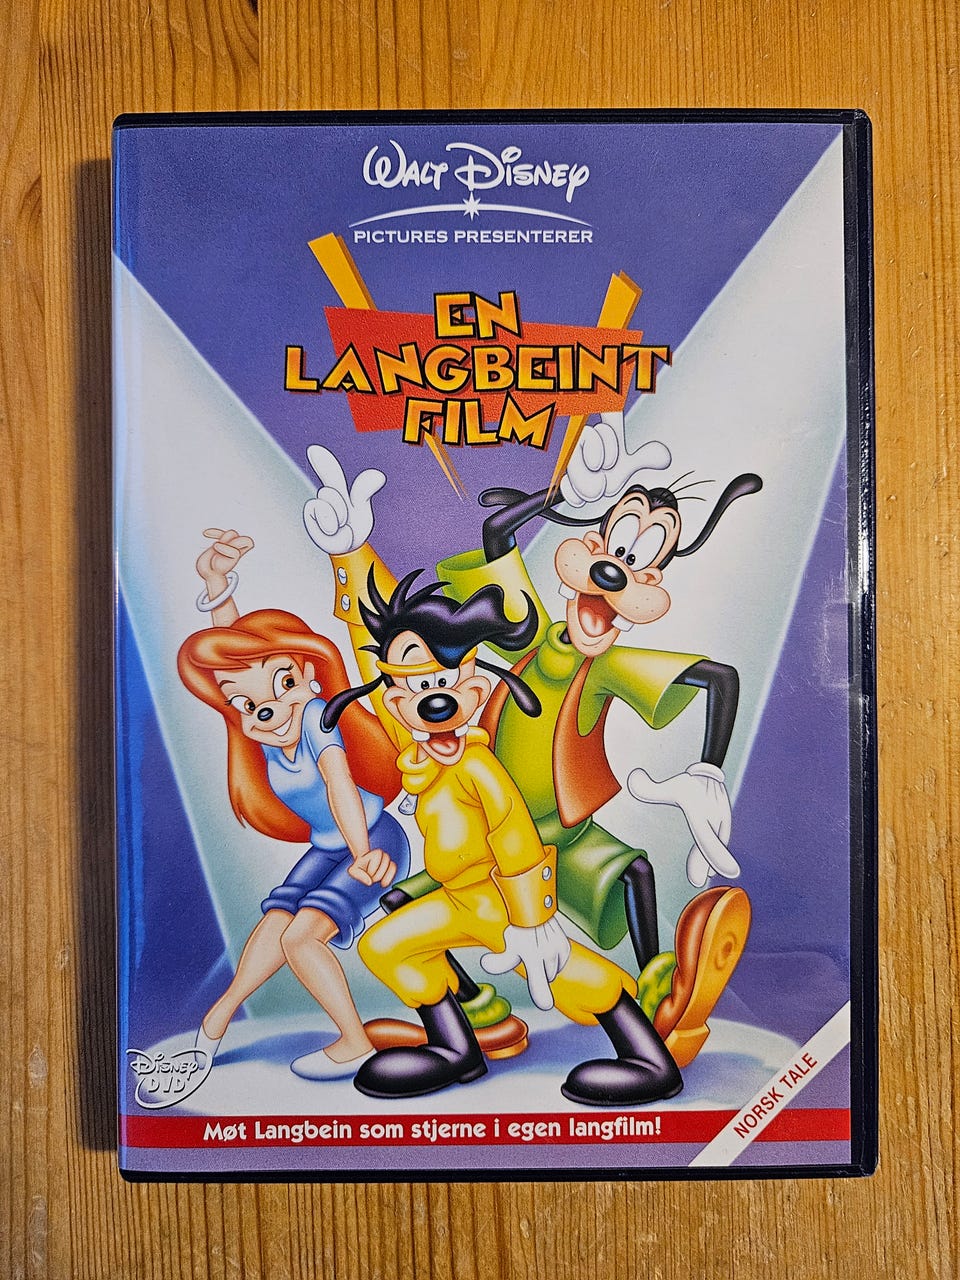 WALT DISNEY
PICTURES PRESENTERER
EN
LANGBEINT
FILM
DISNEY
DVD
NORSK TALE
Møt Langbein som stjerne i egen langfilm!